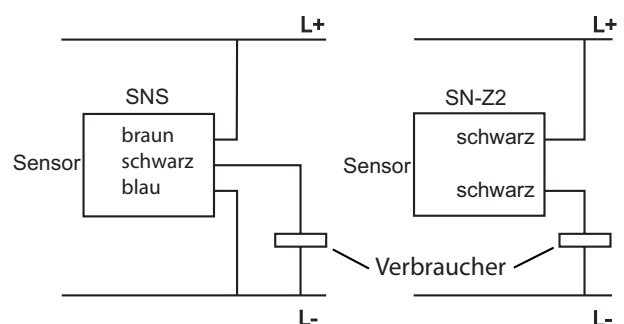 L+
SNS
Sensor
braun
schwarz
blau
L-
L+
SN-Z2
Sensor
schwarz
schwarz
Verbraucher
L-